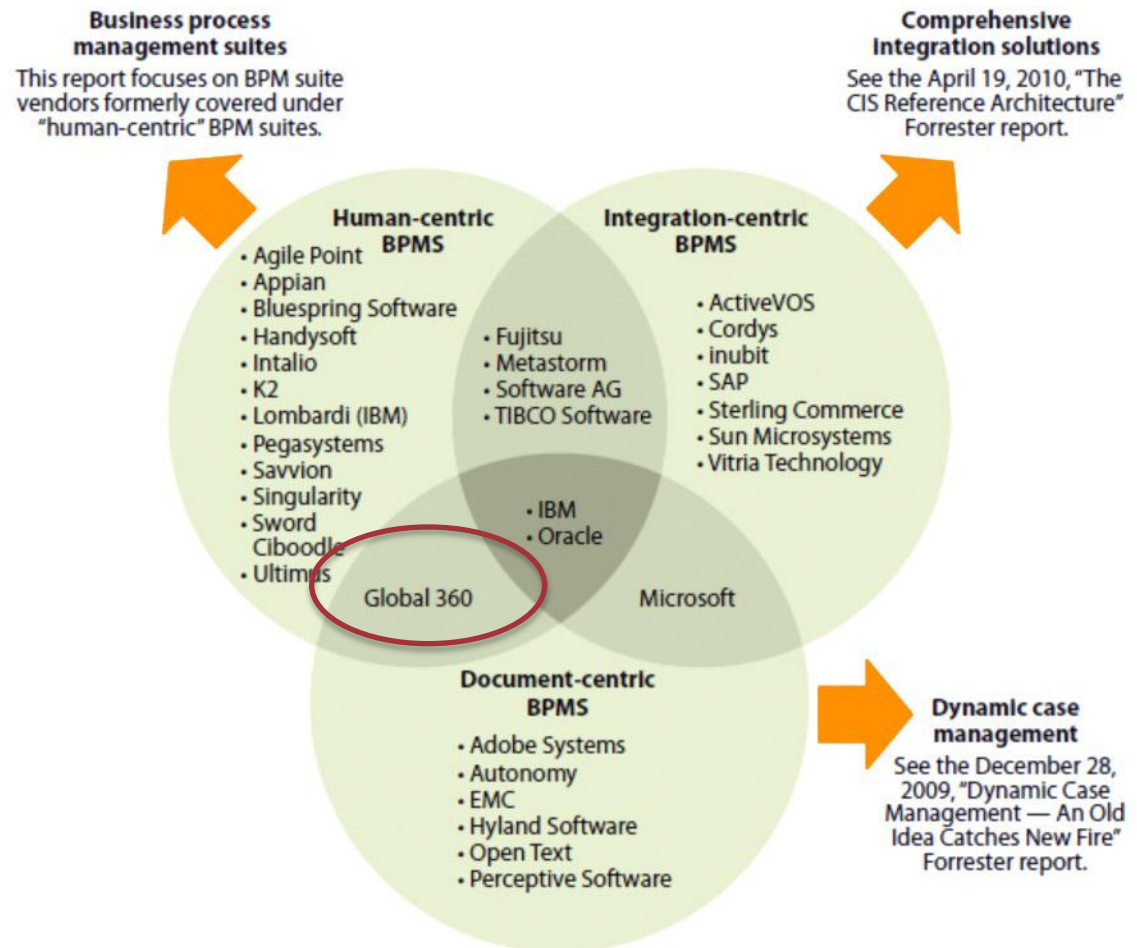 Business process
management suites
This report focuses on BPM suite
vendors formerly covered under
"human-centric" BPM suites.
Comprehensive
integration solutions
See the April 19, 2010, "The
CIS Reference Architecture"
Forrester report.
Human-centric
BPMS
• Agile Point
• Appian
• Bluespring Software
• Handysoft
• Intalio
• K2
• Lombardi (IBM)
• Pegasystems
• Savvion
• Singularity
• Sword
Ciboodle
• Ultimus
• Fujitsu
• Metastorm
• Software AG
• TIBCO Software
Integration-centric
BPMS
• ActiveVOS
• Cordys
• inubit
• SAP
• Sterling Commerce
• Sun Microsystems
• Vitria Technology
• IBM
• Oracle
Global 360
Microsoft
Document-centric
BPMS
• Adobe Systems
• Autonomy
• EMC
• Hyland Software
• Open Text
• Perceptive Software
Dynamic case
management
See the December 28,
2009, "Dynamic Case
Management — An Old
Idea Catches New Fire"
Forrester report.